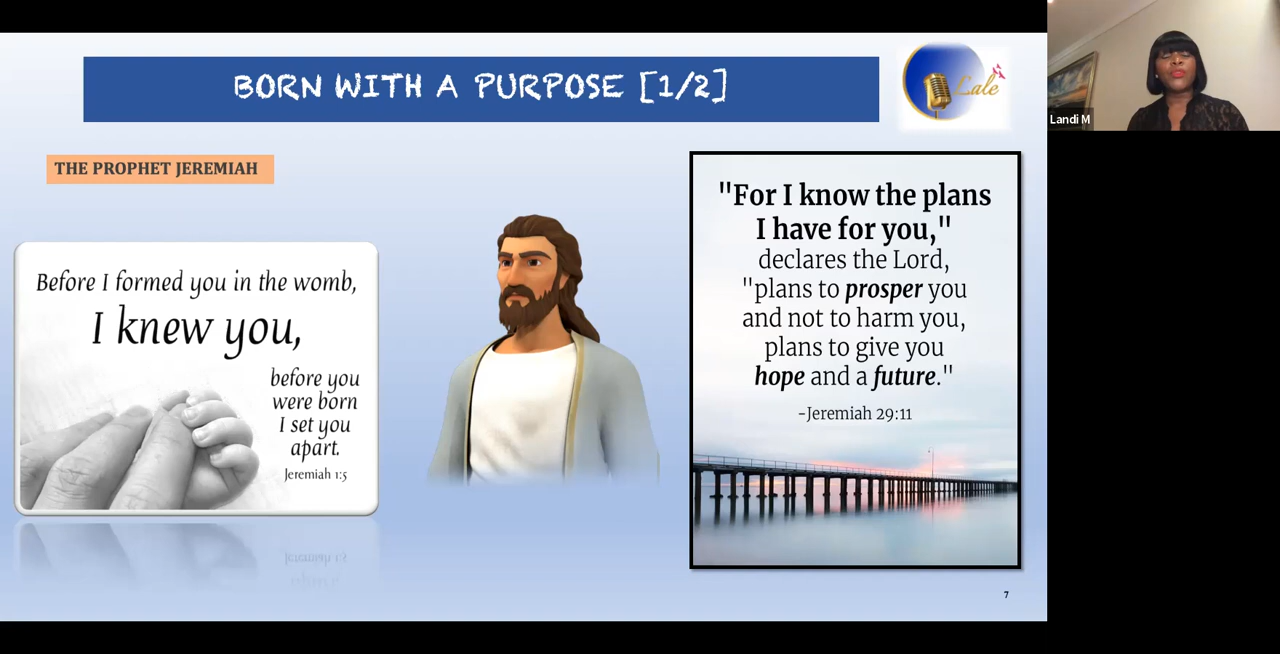 BORN WITH A PURPOSE [1/2]
Lale
Landi M
THE PROPHET JEREMIAH
Before I formed you in the womb,
I knew you,
before you
were born
I set you
apart.
Jeremiah 1:5
"For I know the plans
I have for you,"
declares the Lord,
"plans to prosper you
and not to harm you,
plans to give you
hope and a future."
-Jeremiah 29:11
7